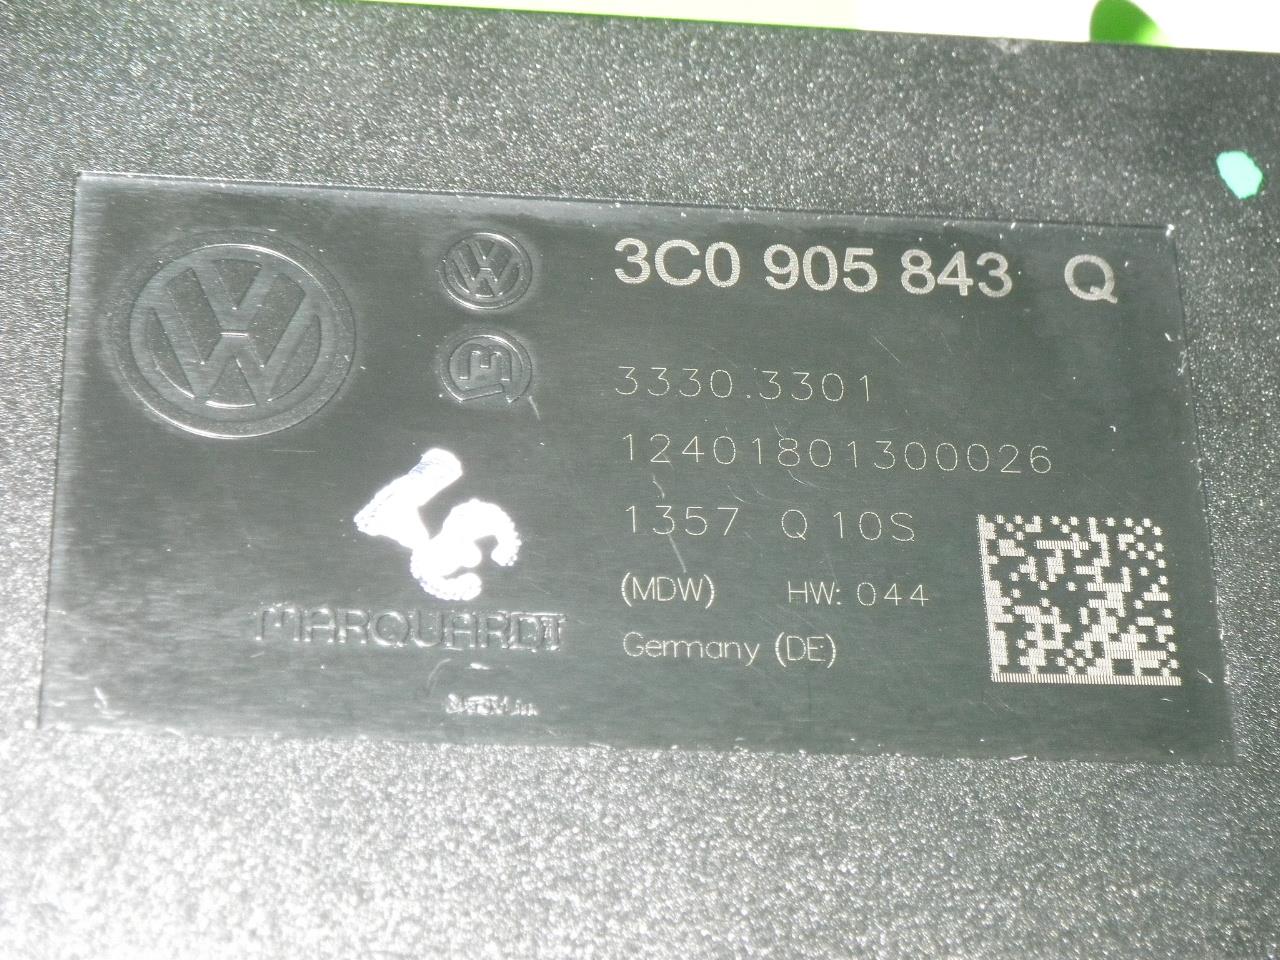 3C0 905 843 Q
3330.3301
12401801300026
1357 Q 10S
(MDW) HW: 044
MARQUARDT
Germany (DE)